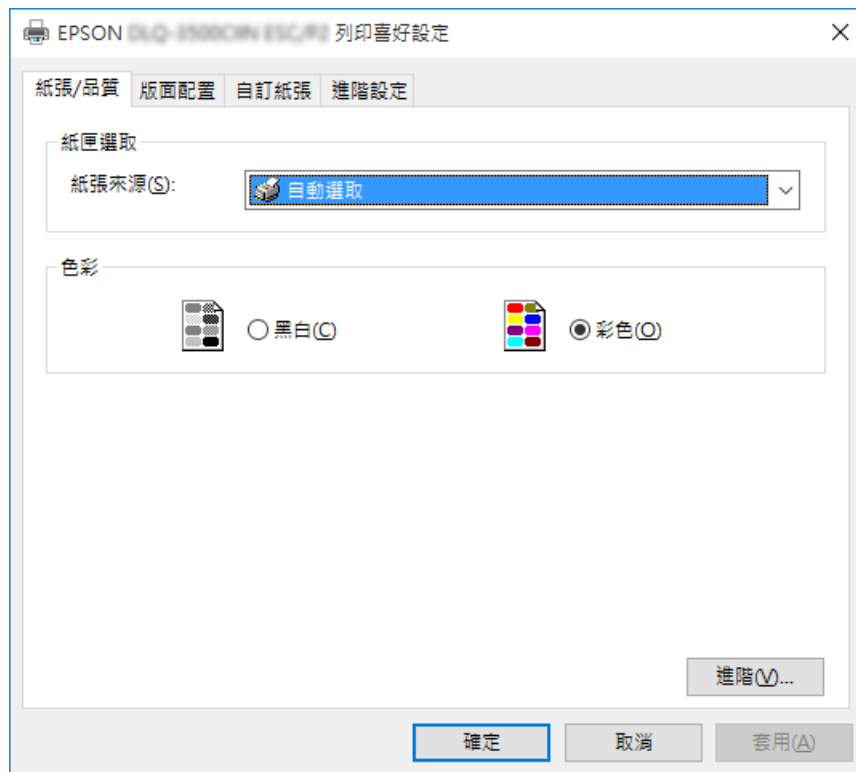 EPSON 列印喜好設定
紙張/品質 版面配置 自訂紙張 進階設定
紙匣選取
紙張來源(S): 自動選取
色彩
黑白(C) 彩色(O)
進階(V)...
確定 取消 套用(A)